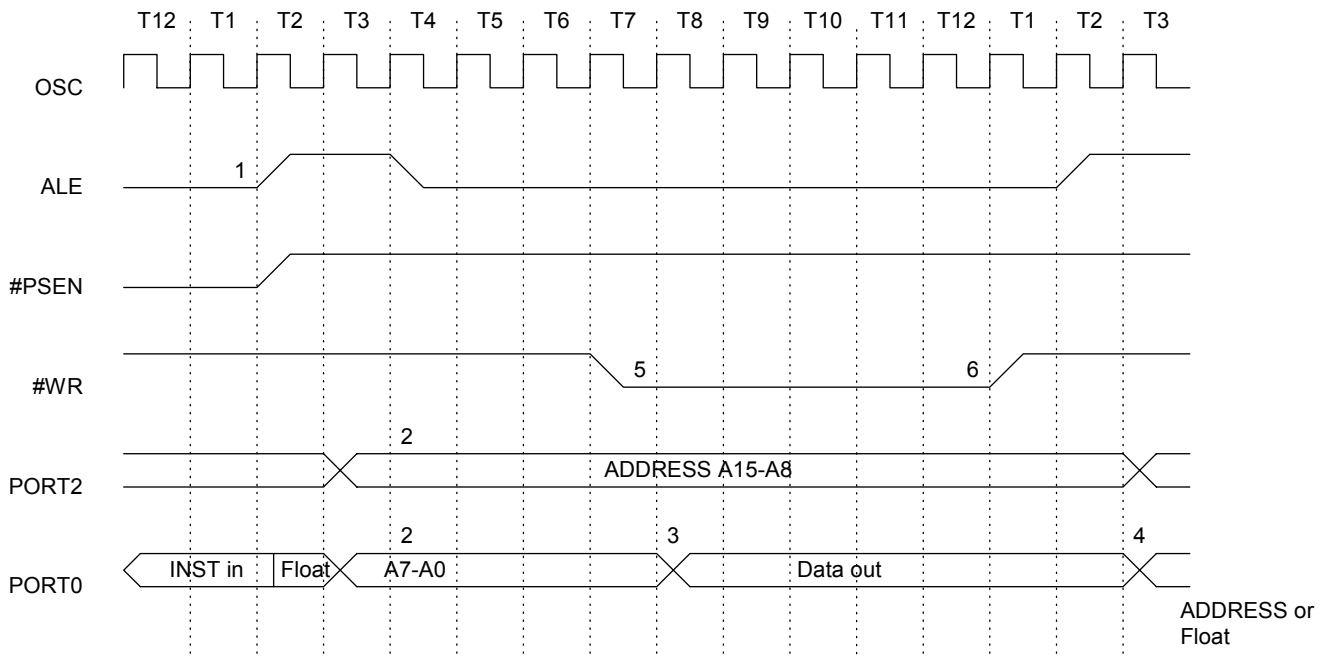 T12 T1 T2 T3 T4 T5 T6 T7 T8 T9 T10 T11 T12 T1 T2 T3
OSC
1
ALE
#PSEN
5 6
#WR
2
ADDRESS A15-A8
PORT2
2 3 4
INST in Float A7-A0 Data out
PORT0
ADDRESS or
Float